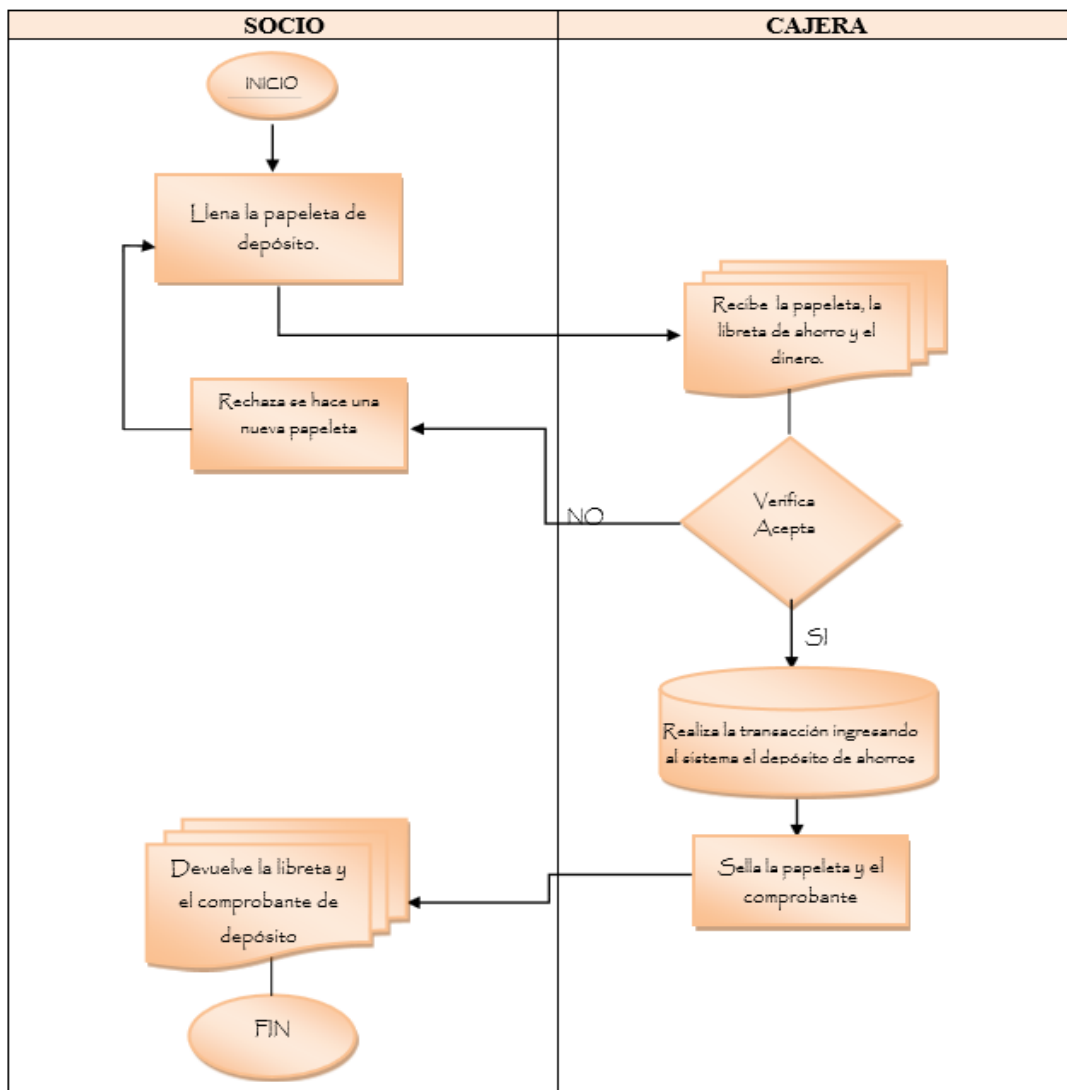 SOCIO
CAJERA
INICIO
Llena la papeleta de
depósito.
Recibe la papeleta, la
libreta de ahorro y el
dinero.
Rechaza se hace una
nueva papeleta
Verifica
Acepta
NO
SI
Realiza la transacción ingresando
al sistema el depósito de ahorros
Sella la papeleta y el
comprobante
Devuelve la libreta y
el comprobante de
depósito
FIN